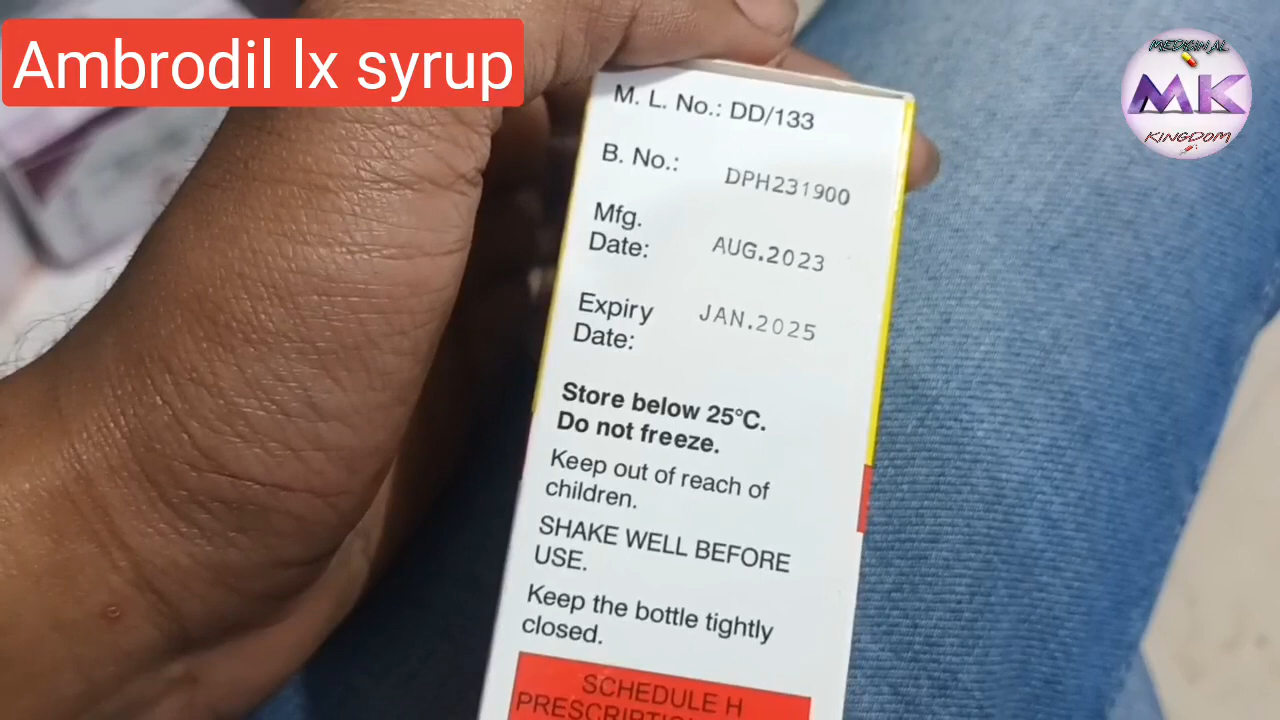 Ambrodil lx syrup
MEDICINAL
MK
KINGDOM
M. L. No.: DD/133
B. No.: DPH231900
Mfg.
Date: AUG.2023
Expiry JAN.2025
Date:
Store below 25°C.
Do not freeze.
Keep out of reach of
children.
SHAKE WELL BEFORE
USE.
Keep the bottle tightly
closed.
SCHEDULE H